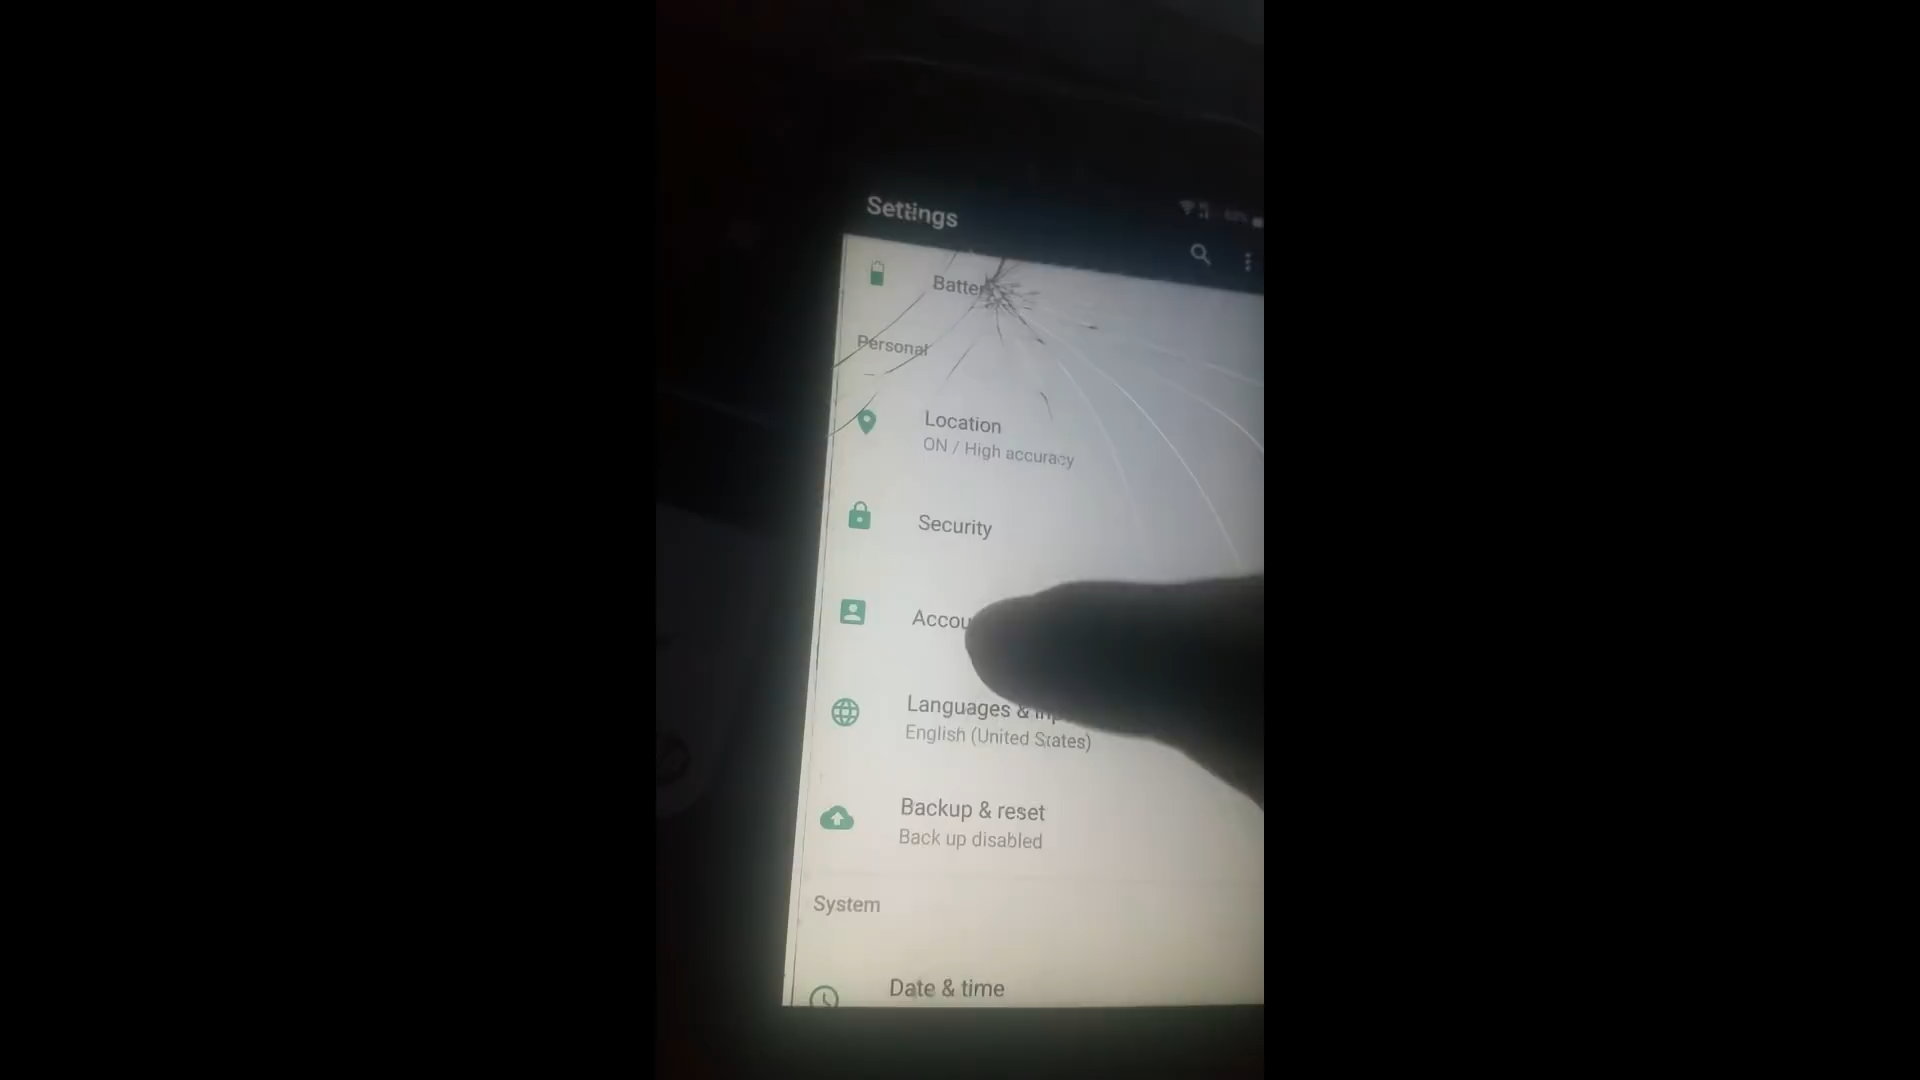 Settings
Battery
Personal
Location
ON / High accuracy
Security
Accou
Languages & inp
English (United States)
Backup & reset
Back up disabled
System
Date & time